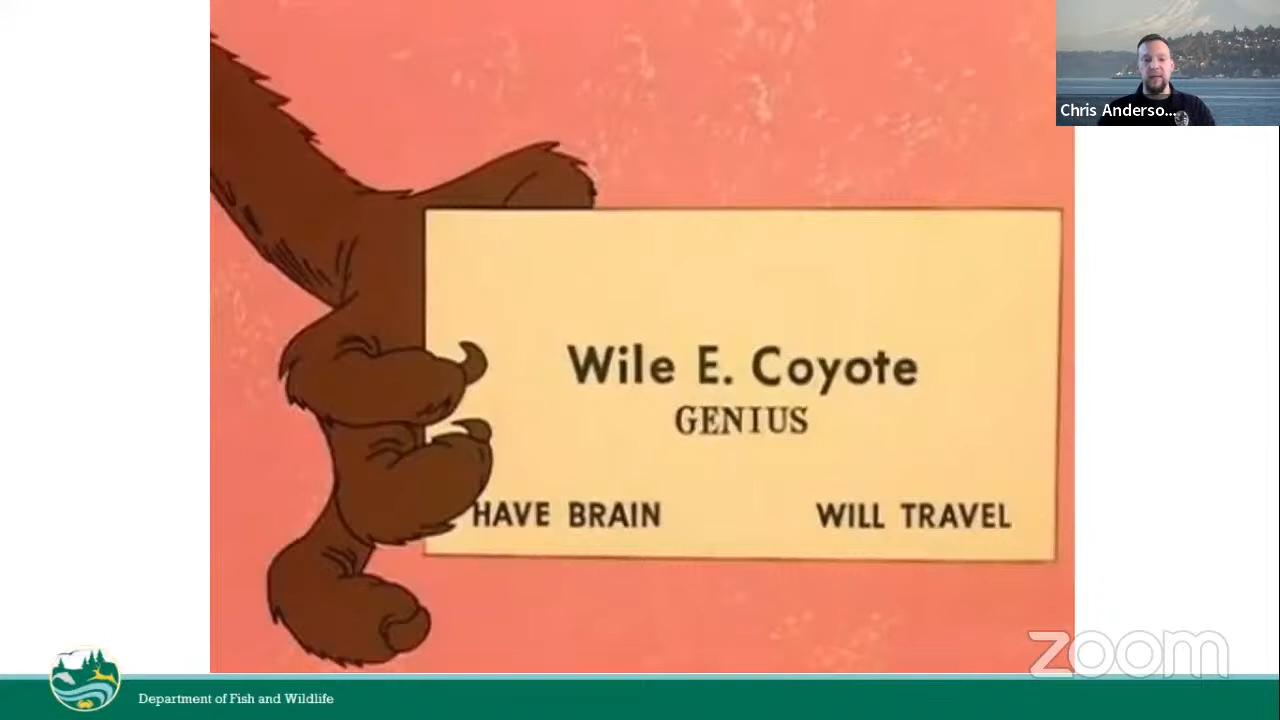 Chris Anderso...
Wile E. Coyote
GENIUS
HAVE BRAIN WILL TRAVEL
zoom
Department of Fish and Wildlife